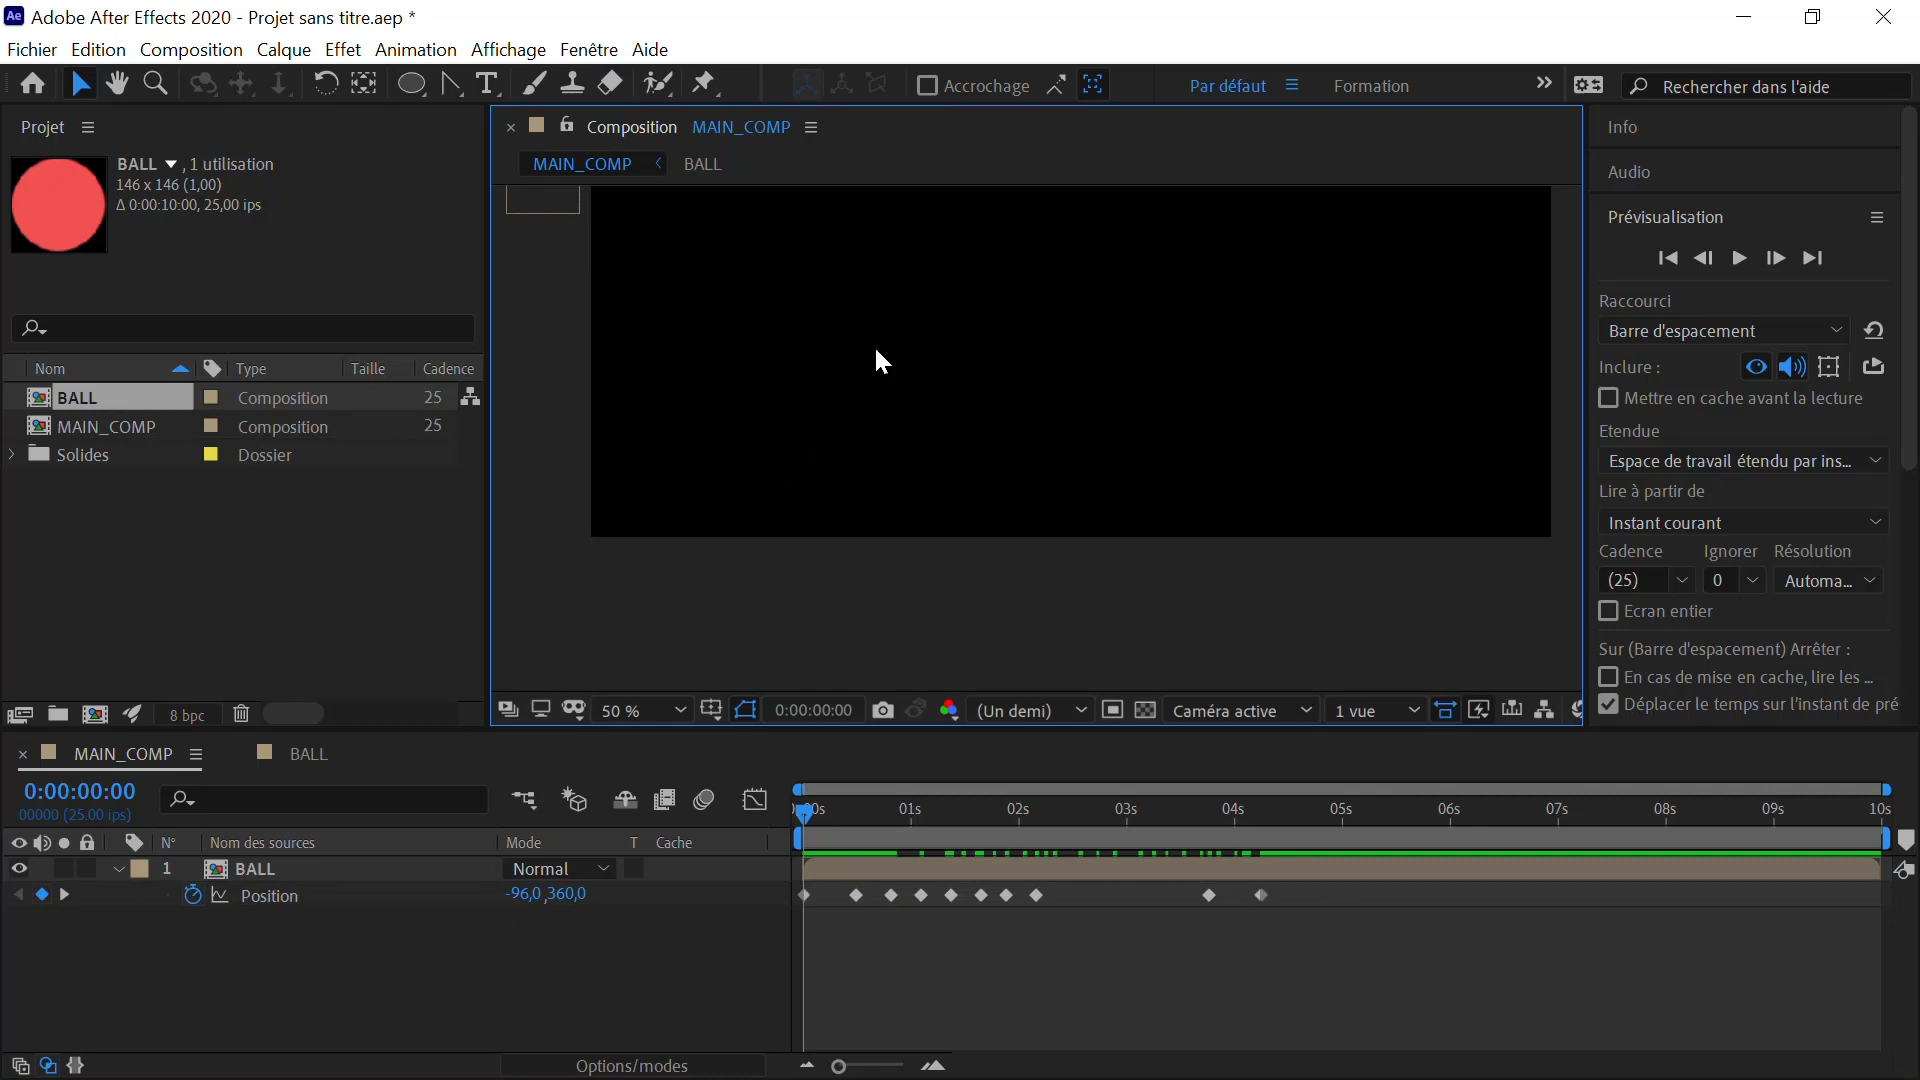 Adobe After Effects 2020 - Projet sans titre.aep *
Fichier Edition Composition Calque Effet Animation Affichage Fenêtre Aide
Accrochage
Par défaut
Formation
Rechercher dans l'aide
Projet
BALL , 1 utilisation
146 x 146 (1,00)
Δ 0:00:10:00, 25,00 ips
Nom Type Taille Cadence
BALL Composition 25
MAIN_COMP Composition 25
Solides Dossier
8 bpc
Composition MAIN_COMP
MAIN_COMP BALL
50 %
0:00:00:00
(Un demi)
Caméra active
1 vue
Info
Audio
Prévisualisation
Raccourci
Barre d'espacement
Inclure :
Mettre en cache avant la lecture
Etendue
Espace de travail étendu par ins...
Lire à partir de
Instant courant
Cadence Ignorer Résolution
(25) 0 Automa...
Ecran entier
Sur (Barre d'espacement) Arrêter :
En cas de mise en cache, lire les ...
Déplacer le temps sur l'instant de pré
MAIN_COMP BALL
0:00:00:00
00000 (25.00 ips)
00s 01s 02s 03s 04s 05s 06s 07s 08s 09s 10s
N° Nom des sources Mode T Cache
1 BALL Normal
Position -96,0 ,360,0
Options/modes